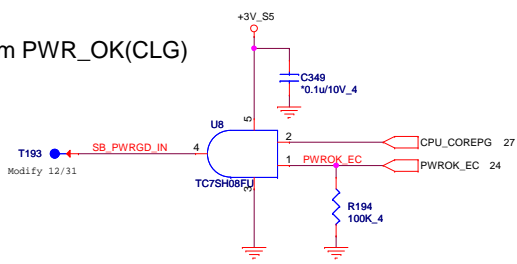 +3V_S5
m PWR_OK(CLG)
C349
*0.1u/10V_4
U8
5
2
CPU_COREPG 27
T193
SB_PWRGD_IN
4
1
PWROK_EC
PWROK_EC 24
Modify 12/31
TC7SH08FU
3
R194
100K_4